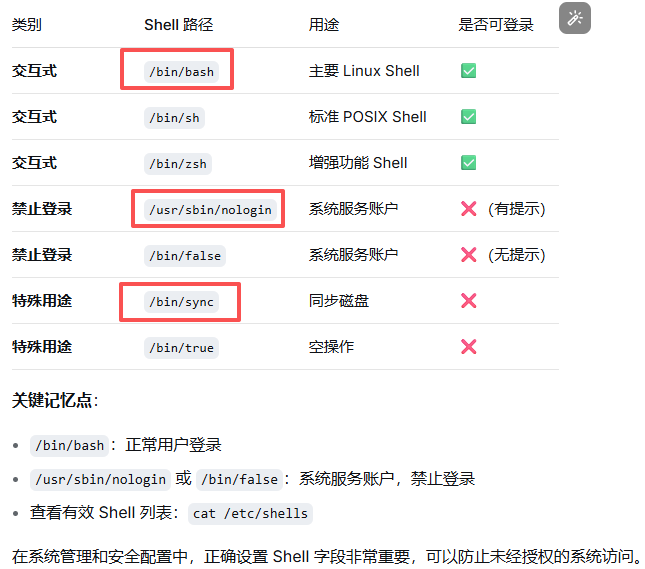 类别 Shell 路径 用途 是否可登录
交互式 /bin/bash 主要 Linux Shell ✅
交互式 /bin/sh 标准 POSIX Shell ✅
交互式 /bin/zsh 增强功能 Shell ✅
禁止登录 /usr/sbin/nologin 系统服务账户 ❌ (有提示)
禁止登录 /bin/false 系统服务账户 ❌ (无提示)
特殊用途 /bin/sync 同步磁盘 ❌
特殊用途 /bin/true 空操作 ❌
关键记忆点：
• /bin/bash：正常用户登录
• /usr/sbin/nologin 或 /bin/false：系统服务账户，禁止登录
• 查看有效 Shell 列表：cat /etc/shells
在系统管理和安全配置中，正确设置 Shell 字段非常重要，可以防止未经授权的系统访问。